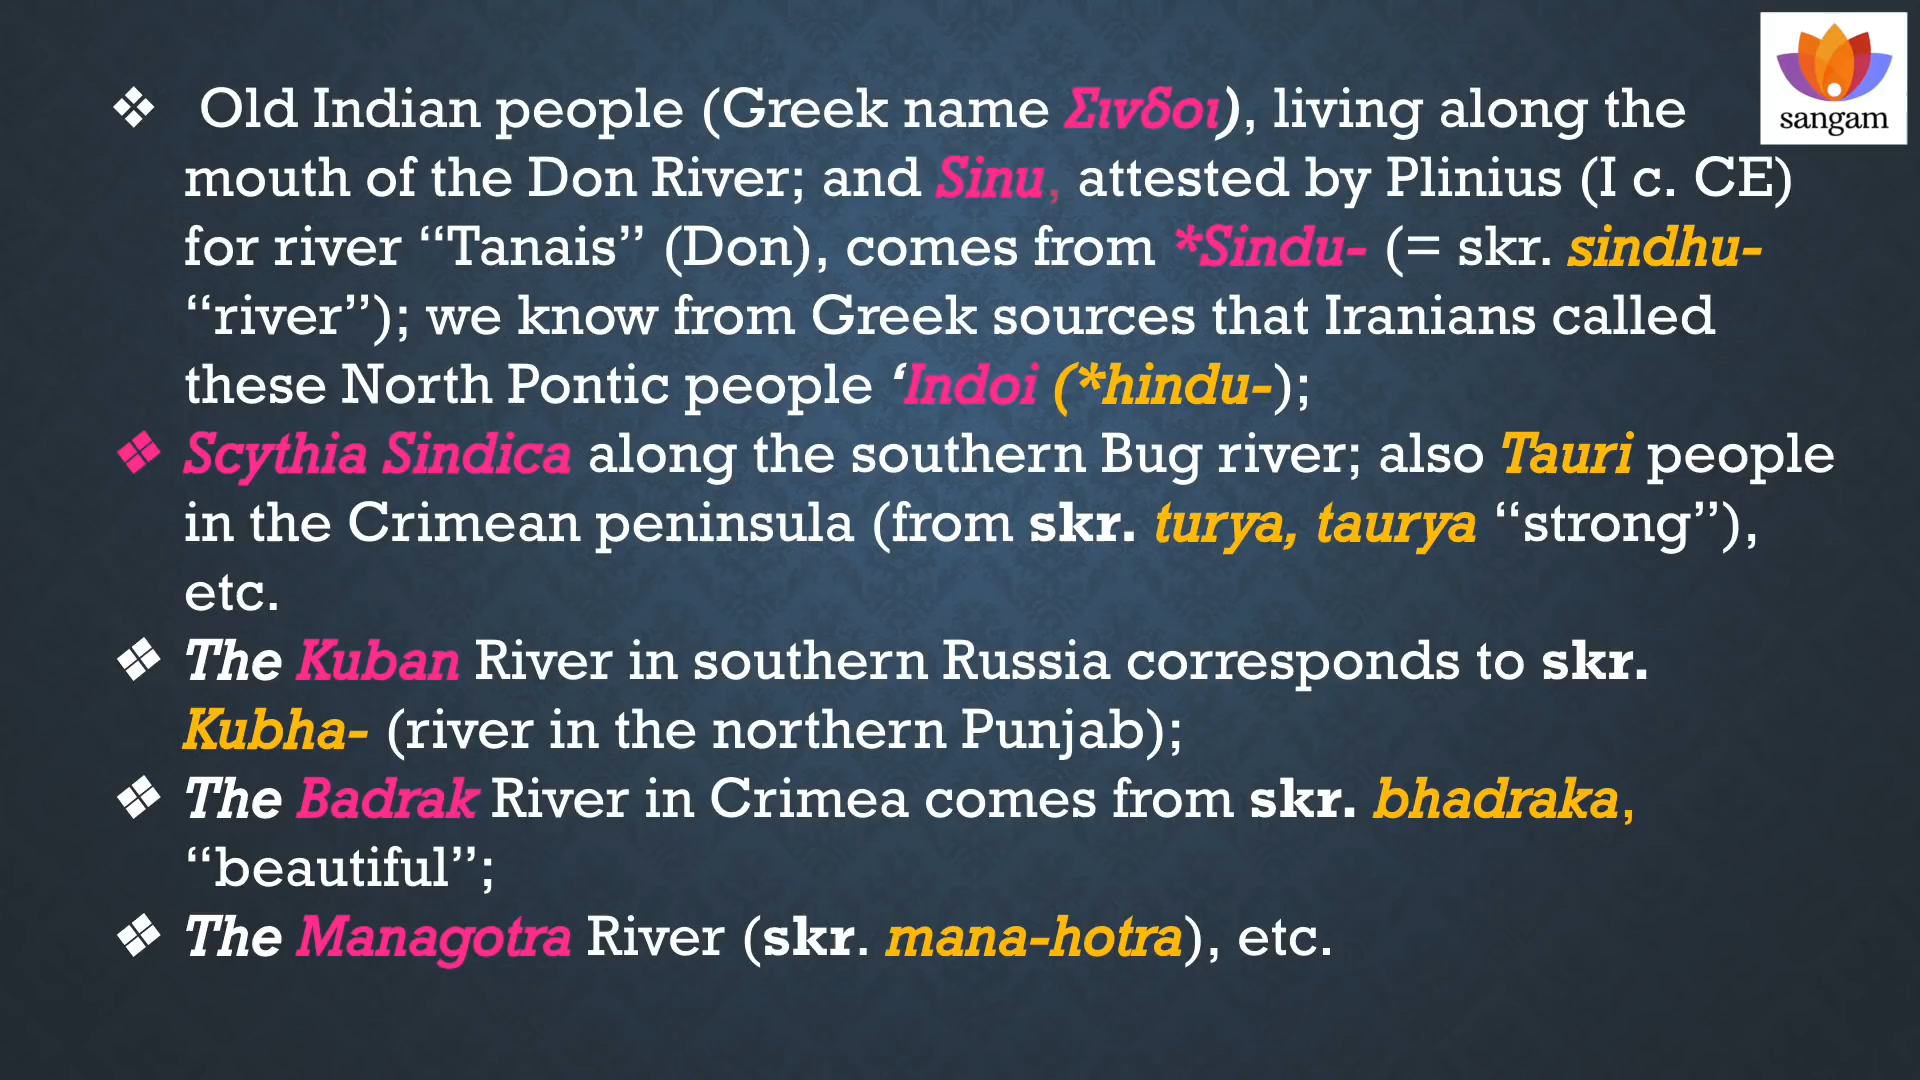 ❖ Old Indian people (Greek name Σινδοι), living along the
mouth of the Don River; and Sinu, attested by Plinius (I c. CE)
for river “Tanais” (Don), comes from *Sindu- (= skr. sindhu-
“river”); we know from Greek sources that Iranians called
these North Pontic people ‘Indoi (*hindu-);
❖ Scythia Sindica along the southern Bug river; also Tauri people
in the Crimean peninsula (from skr. turya, taurya “strong”),
etc.
❖ The Kuban River in southern Russia corresponds to skr.
Kubha- (river in the northern Punjab);
❖ The Badrak River in Crimea comes from skr. bhadraka,
“beautiful”;
❖ The Managotra River (skr. mana-hotra), etc.
sangam